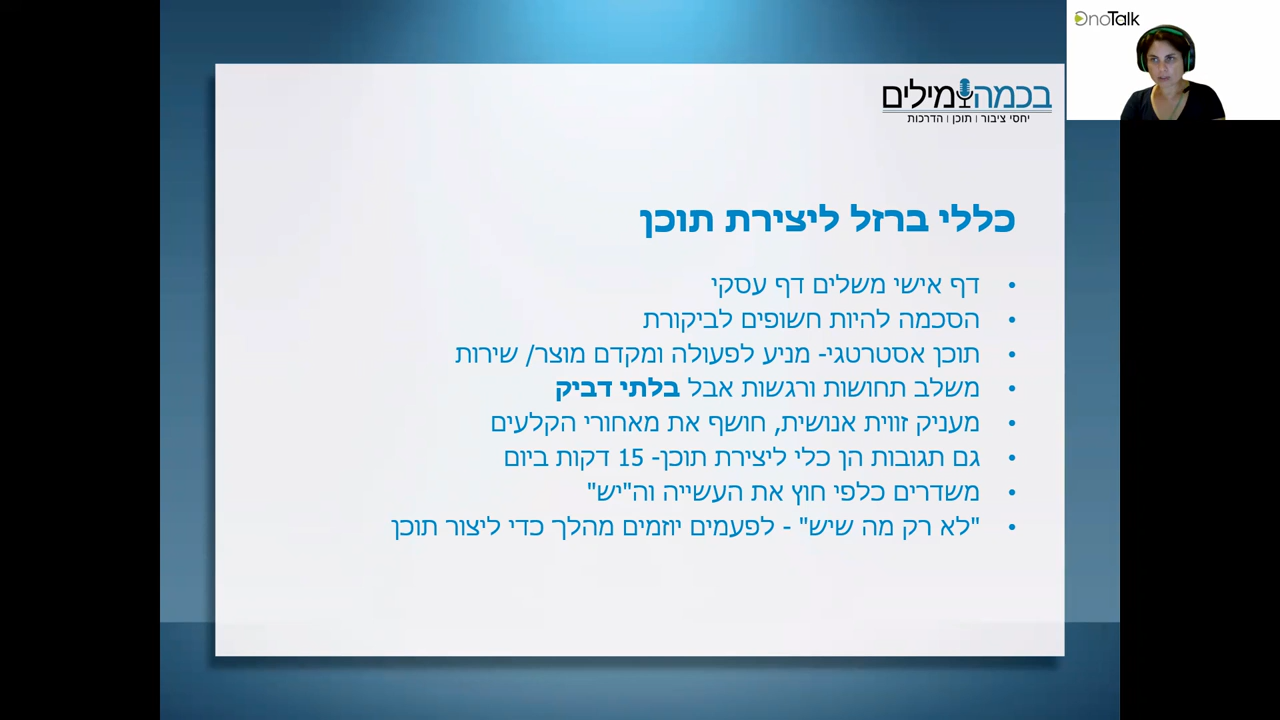 OnoTalk
בכמה מילים
יחסי ציבור | תוכן | הדרכות
כללי ברזל ליצירת תוכן
• דף אישי משלים דף עסקי
• הסכמה להיות חשופים לביקורת
• תוכן אסטרטגי- מניע לפעולה ומקדם מוצר/ שירות
• משלב תחושות ורגשות אבל בלתי דביק
• מעניק זווית אנושית, חושף את מאחורי הקלעים
• גם תגובות הן כלי ליצירת תוכן- 15 דקות ביום
• משדרים כלפי חוץ את העשייה וה"יש"
• "לא רק מה שיש" - לפעמים יוזמים מהלך כדי ליצור תוכן